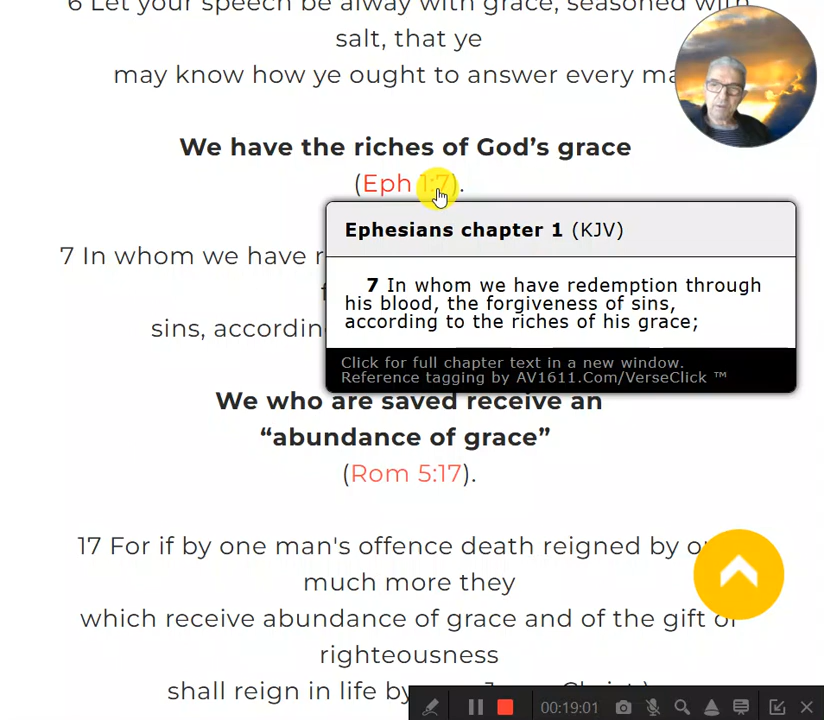 6 Let your speech be alway with grace, seasoned with
salt, that ye
may know how ye ought to answer every
We have the riches of God's grace
(Eph 1:7).
Ephesians chapter 1 (KJV)
7 In whom we have
7 In whom we have redemption through
his blood, the forgiveness of sins,
according to the riches of his grace;
sins,
Click for full chapter text in a new window.
Reference tagging by AV1611.Com/VerseClick ™
We who are saved receive an
“abundance of grace”
(Rom 5:17).
17 For if by one man's offence death reigned by
much more they
which receive abundance of grace and of the gift of
righteousness
shall reign in life by
00:19:01